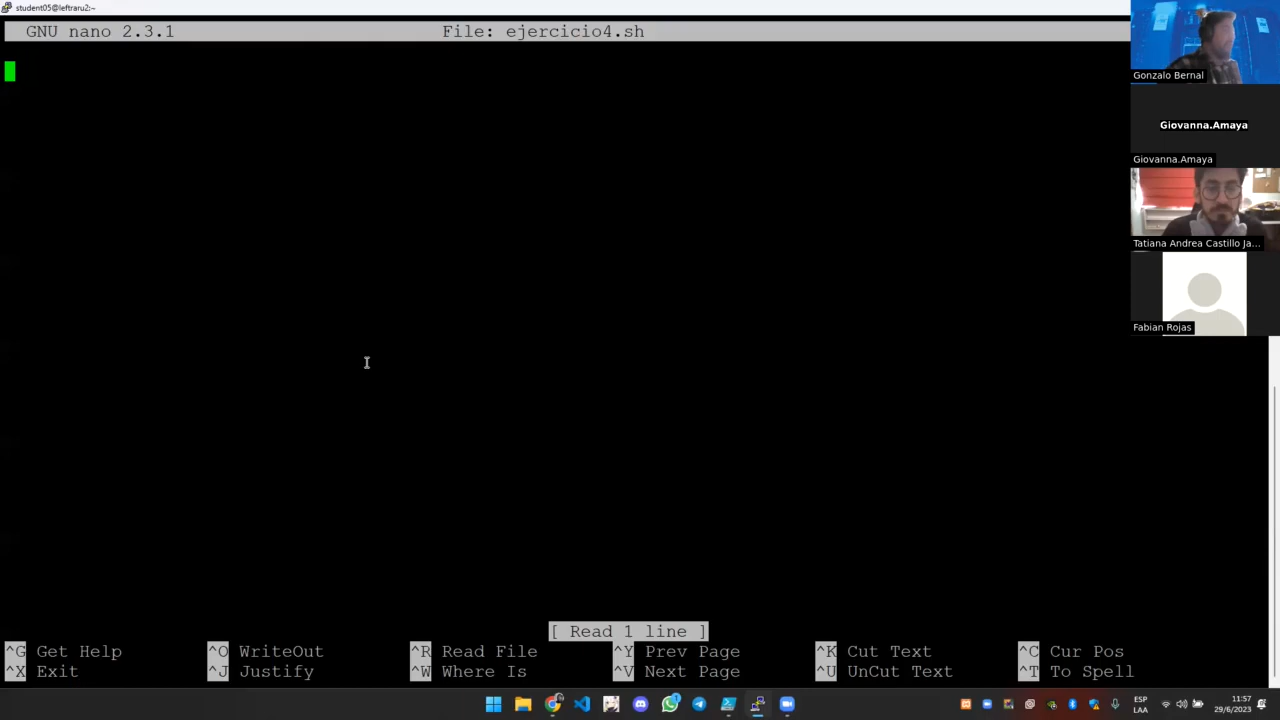 student05@leftraru2:~
GNU nano 2.3.1 File: ejercicio4.sh
Gonzalo Bernal
Giovanna.Amaya
Giovanna.Amaya
Tatiana Andrea Castillo Ja...
Fabian Rojas
[ Read 1 line ]
^G Get Help ^O WriteOut ^R Read File ^Y Prev Page ^K Cut Text ^C Cur Pos
^X Exit ^J Justify ^W Where Is ^V Next Page ^U UnCut Text ^T To Spell
1
ESP
LAA
11:57
29/6/2023